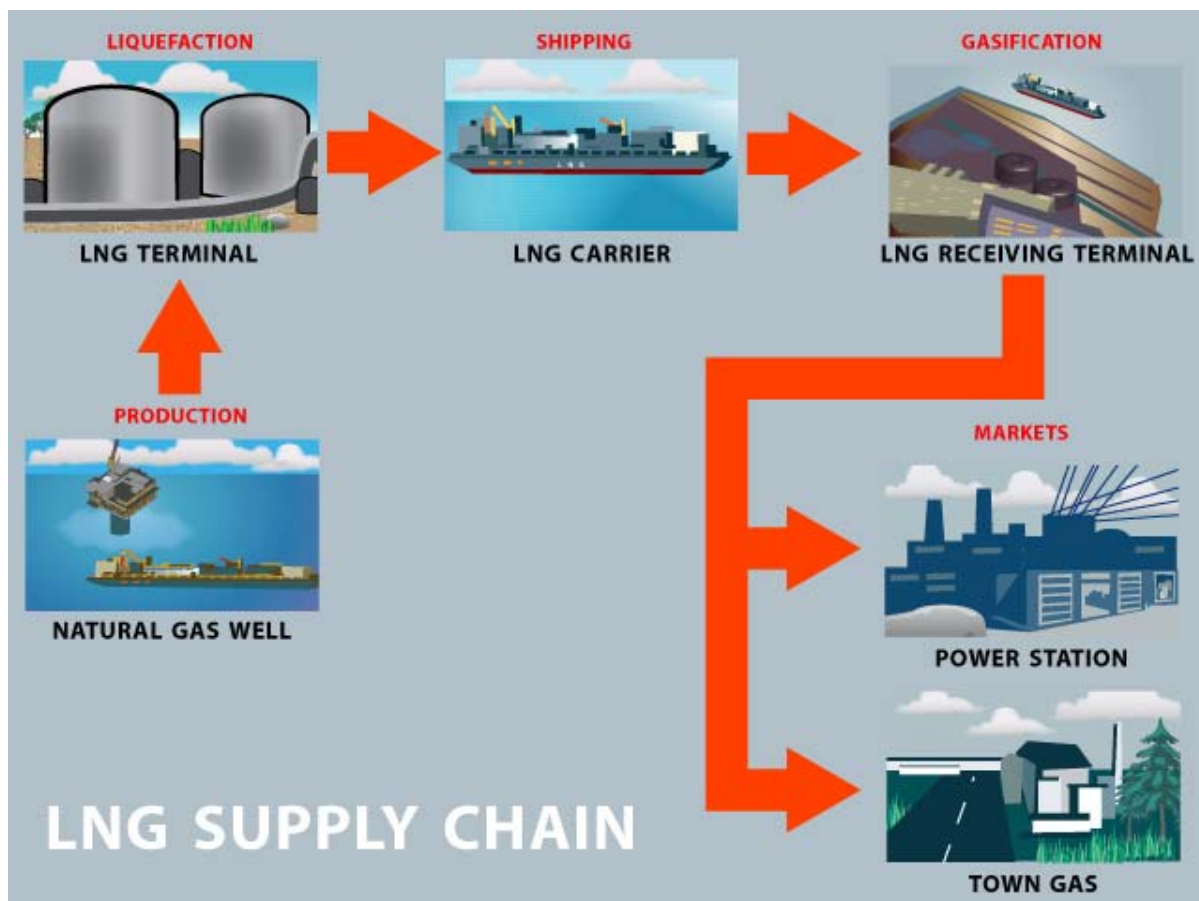 LIQUEFACTION
SHIPPING
GASIFICATION
LNG TERMINAL
LNG CARRIER
LNG RECEIVING TERMINAL
PRODUCTION
MARKETS
NATURAL GAS WELL
POWER STATION
LNG SUPPLY CHAIN
TOWN GAS